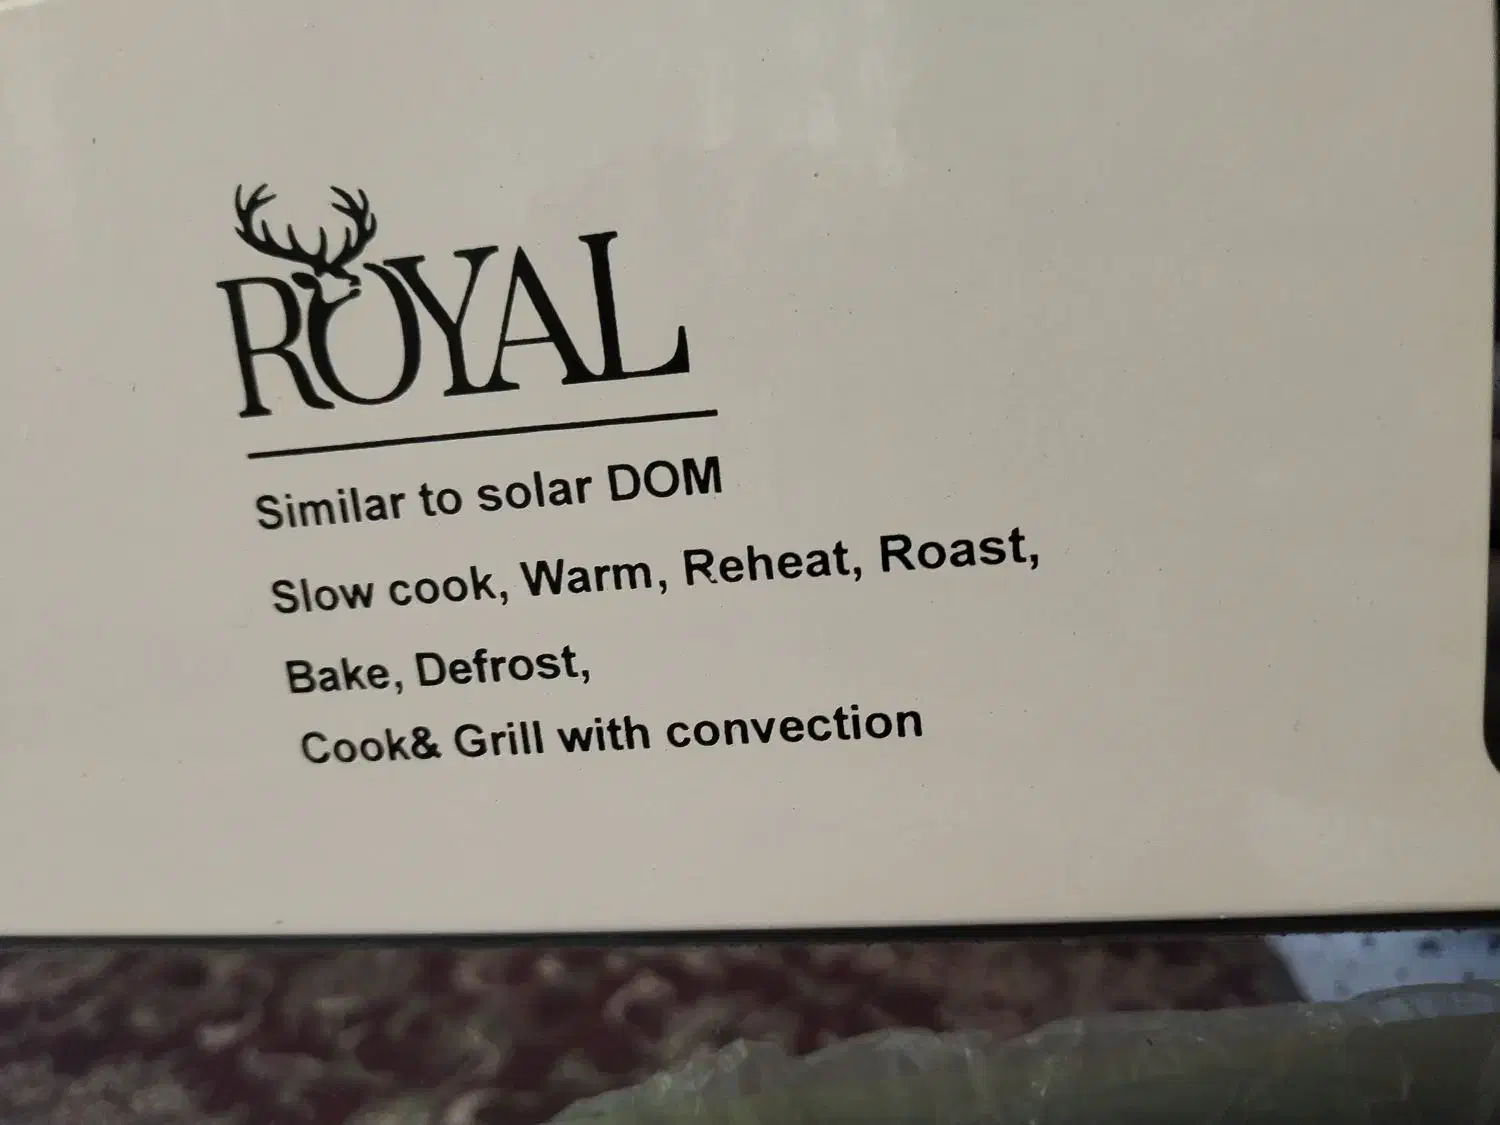 ROYAL
Similar to solar DOM
Slow cook, Warm, Reheat, Roast,
Bake, Defrost,
Cook& Grill with convection